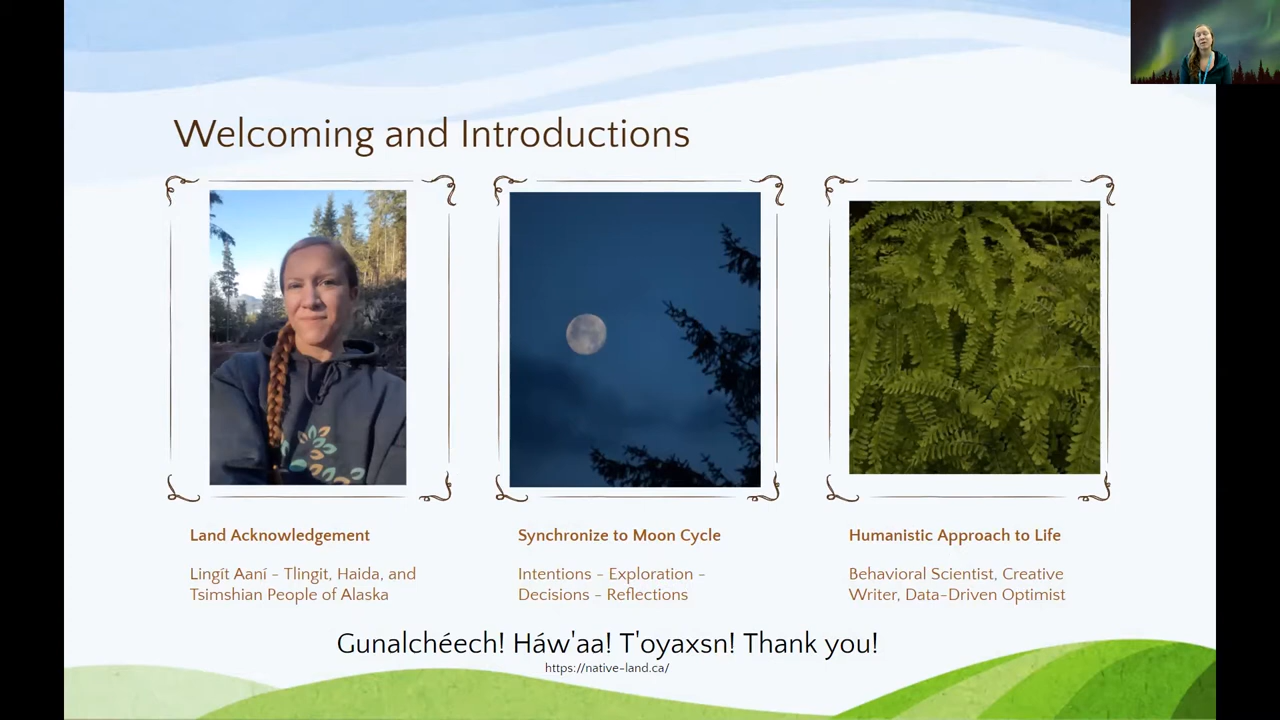 Welcoming and Introductions
Land Acknowledgement
Lingít Aaní - Tlingit, Haida, and
Tsimshian People of Alaska
Synchronize to Moon Cycle
Intentions - Exploration -
Decisions - Reflections
Humanistic Approach to Life
Behavioral Scientist, Creative
Writer, Data-Driven Optimist
Gunalchéech! Háw'aa! T'oyaxsn! Thank you!
https://native-land.ca/